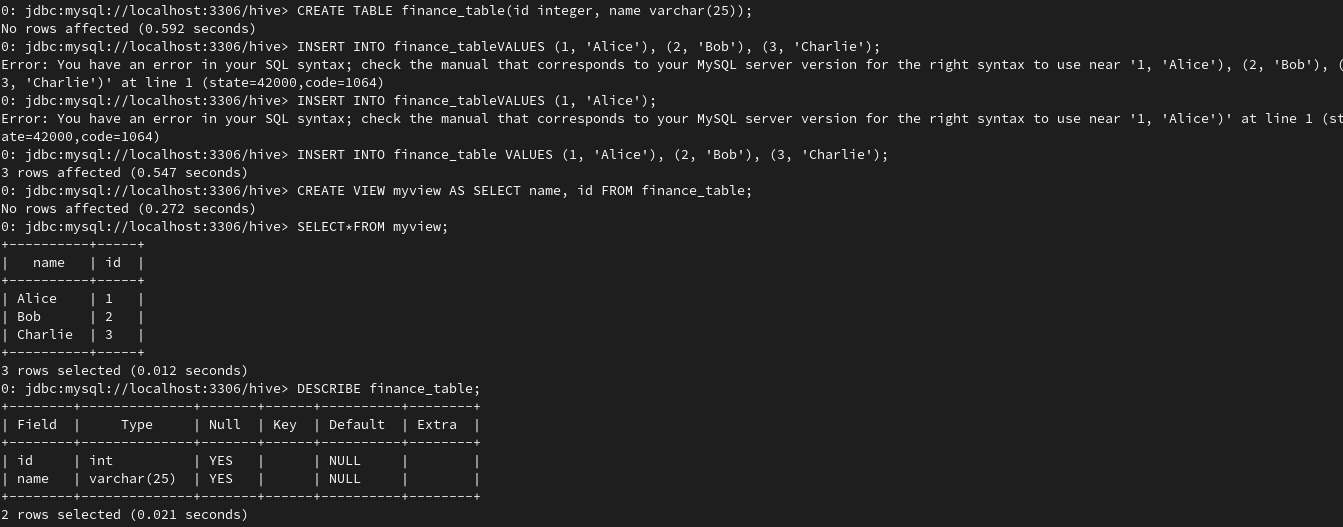 0: jdbc:mysql://localhost:3306/hive> CREATE TABLE finance_table(id integer, name varchar(25));
No rows affected (0.592 seconds)
0: jdbc:mysql://localhost:3306/hive> INSERT INTO finance_tableVALUES (1, 'Alice'), (2, 'Bob'), (3, 'Charlie');
Error: You have an error in your SQL syntax; check the manual that corresponds to your MySQL server version for the right syntax to use near '1, 'Alice'), (2, 'Bob'), (
3, 'Charlie')' at line 1 (state=42000,code=1064)
0: jdbc:mysql://localhost:3306/hive> INSERT INTO finance_tableVALUES (1, 'Alice');
Error: You have an error in your SQL syntax; check the manual that corresponds to your MySQL server version for the right syntax to use near '1, 'Alice')' at line 1 (st
ate=42000,code=1064)
0: jdbc:mysql://localhost:3306/hive> INSERT INTO finance_table VALUES (1, 'Alice'), (2, 'Bob'), (3, 'Charlie');
3 rows affected (0.547 seconds)
0: jdbc:mysql://localhost:3306/hive> CREATE VIEW myview AS SELECT name, id FROM finance_table;
No rows affected (0.272 seconds)
0: jdbc:mysql://localhost:3306/hive> SELECT*FROM myview;
+----------+-----+
|   name   | id  |
+----------+-----+
| Alice    | 1   |
| Bob      | 2   |
| Charlie  | 3   |
+----------+-----+
3 rows selected (0.012 seconds)
0: jdbc:mysql://localhost:3306/hive> DESCRIBE finance_table;
+--------+--------------+-------+------+----------+--------+
| Field  |     Type     | Null  | Key  | Default  | Extra  |
+--------+--------------+-------+------+----------+--------+
| id     | int          | YES   |      | NULL     |        |
| name   | varchar(25)  | YES   |      | NULL     |        |
+--------+--------------+-------+------+----------+--------+
2 rows selected (0.021 seconds)